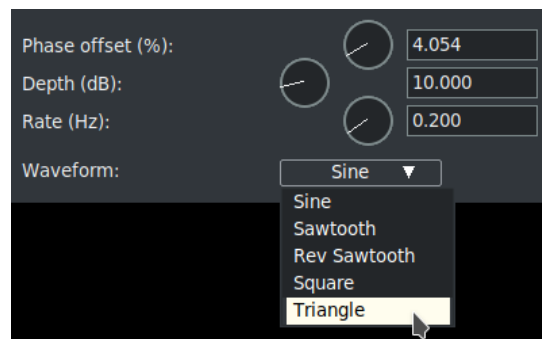 Phase offset (%): 4.054
Depth (dB): 10.000
Rate (Hz): 0.200
Waveform: Sine
Sine
Sawtooth
Rev Sawtooth
Square
Triangle